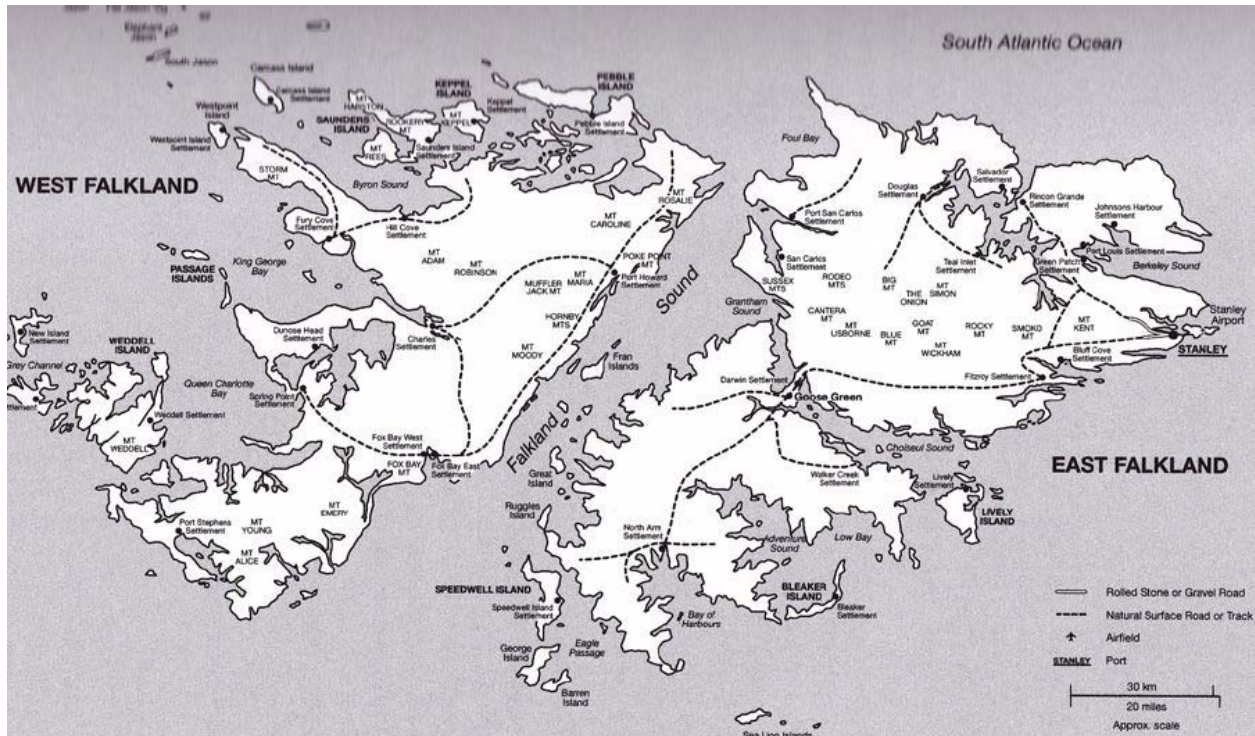 South Jason
South Atlantic Ocean
Carcass Island
Carcass Island
Settlement
Westpoint
Island
Westpoint Island
Settlement
STORM
MT
WEST FALKLAND
SAUNDERS
ISLAND
MT
HARSTON
ROOKERY
MT
MT
REES
Saunders Island
Settlement
KEPPEL
ISLAND
Keppel
Settlement
MT
KEPPEL
PEBBLE
ISLAND
Pebble Island
Settlement
Byron Sound
Fury Cove
Settlement
Hill Cove
Settlement
MT
ROSALIE
MT
CAROLINE
MT
ADAM
MT
ROBINSON
POKE POINT
MT
Port Howard
Settlement
MT
MARIA
MUFFLER
JACK MT
HORNBY
MTS
MT
MOODY
King George
Bay
PASSAGE
ISLANDS
Charles
Settlement
Dunose Head
Settlement
New Island
Settlement
Grey Channel
WEDDELL
ISLAND
Weddall Settlement
MT
WEDDELL
Queen Charlotte
Bay
Spring Point
Settlement
Fox Bay West
Settlement
FOX BAY
MT
Fox Bay East
Settlement
MT
EMERY
Port Stephens
Settlement
MT
YOUNG
MT
ALICE
Falkland
Sound
Fran
Islands
Great
Island
Ruggles
Island
SPEEDWELL ISLAND
Speedwell Island
Settlement
George
Island
Barren
Island
Eagle
Passage
Foul Bay
Port San Carlos
Settlement
San Carlos
Settlement
SUSSEX
MTS
Grantham
Sound
Douglas
Settlement
Salvador
Settlement
Rincon Grande
Settlement
Johnsons Harbour
Settlement
Port Louis Settlement
Green Patch
Settlement
Berkeley Sound
Teal Inlet
Settlement
RODEO
MTS
BIG
MT
THE
ONION
MT
SIMON
CANTERA
MT
MT
USBORNE
BLUE
MT
GOAT
MT
MT
WICKHAM
ROCKY
MT
SMOKO
MT
MT
KENT
Stanley
Airport
STANLEY
Bluff Cove
Settlement
Fitzroy Settlement
Darwin Settlement
Goose Green
Choiseul Sound
EAST FALKLAND
Walker Creek
Settlement
Lively
Settlement
LIVELY
ISLAND
North Arm
Settlement
Adventure
Sound
Low Bay
BLEAKER
ISLAND
Bleaker
Settlement
Bay of
Harbours
Sea Lion Islands
Rolled Stone or Gravel Road
Natural Surface Road or Track
Airfield
STANLEY Port
30 km
20 miles
Approx. scale